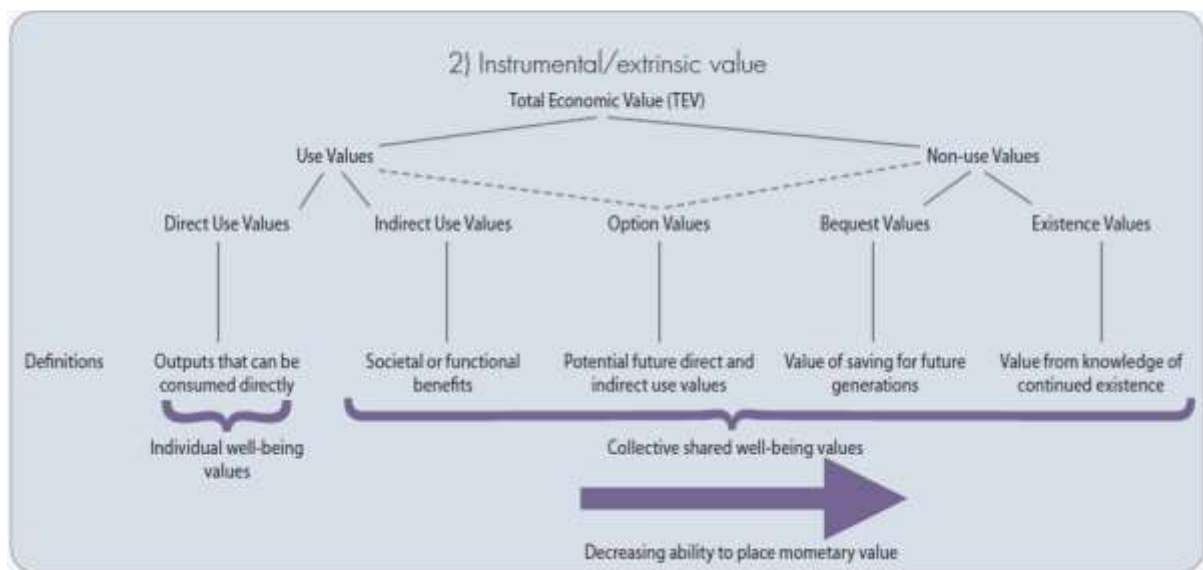 2) Instrumental/extrinsic value
Total Economic Value (TEV)
Use Values
Non-use Values
Direct Use Values
Indirect Use Values
Option Values
Bequest Values
Existence Values
Definitions
Outputs that can be
consumed directly
Societal or functional
benefits
Potential future direct and
indirect use values
Value of saving for future
generations
Value from knowledge of
continued existence
Individual well-being
values
Collective shared well-being values
Decreasing ability to place mometary value